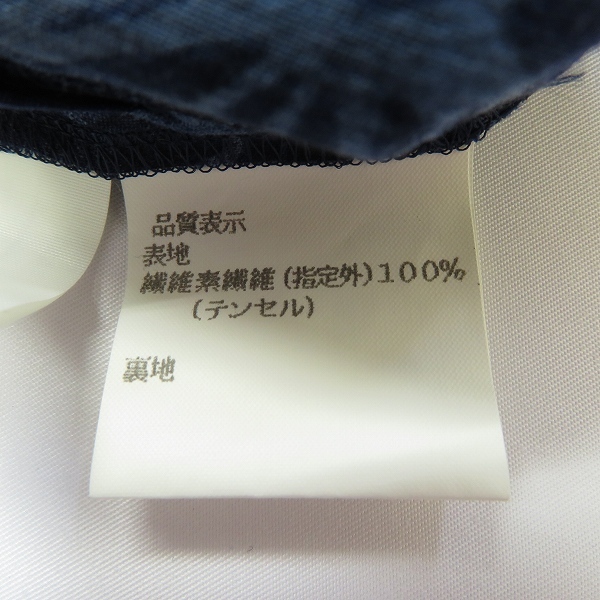 品質表示
表地
繊維素繊維(指定外)100%
(テンセル)
裏地